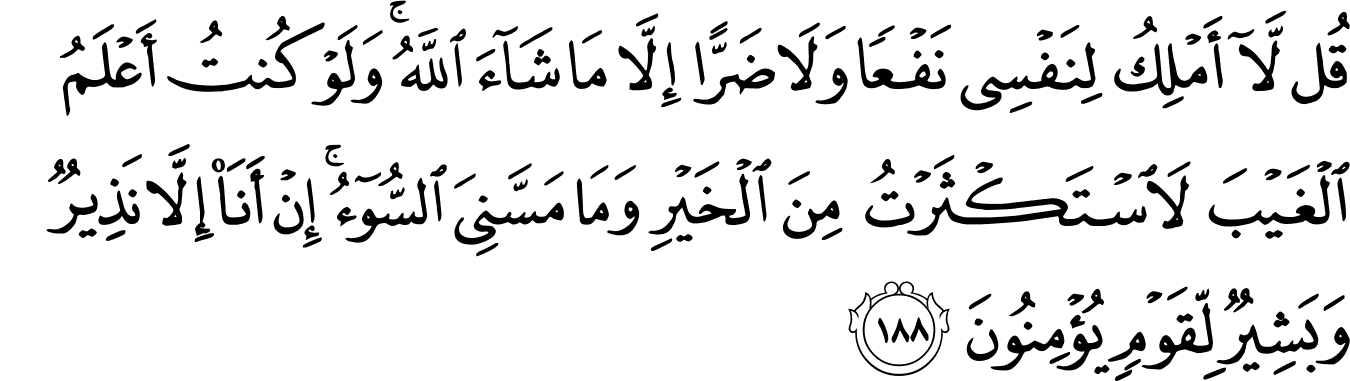 قُل لَّآ أَمْلِكُ لِنَفْسِى نَفْعًا وَلَا ضَرًّا إِلَّا مَا شَآءَ ٱللَّهُ ۚ وَلَوْ كُنتُ أَعْلَمُ
ٱلْغَيْبَ لَٱسْتَكْثَرْتُ مِنَ ٱلْخَيْرِ وَمَا مَسَّنِىَ ٱلسُّوٓءُ ۚ إِنْ أَنَا۠ إِلَّا نَذِيرٌ
وَبَشِيرٌ لِّقَوْمٍ يُؤْمِنُونَ ١٨٨